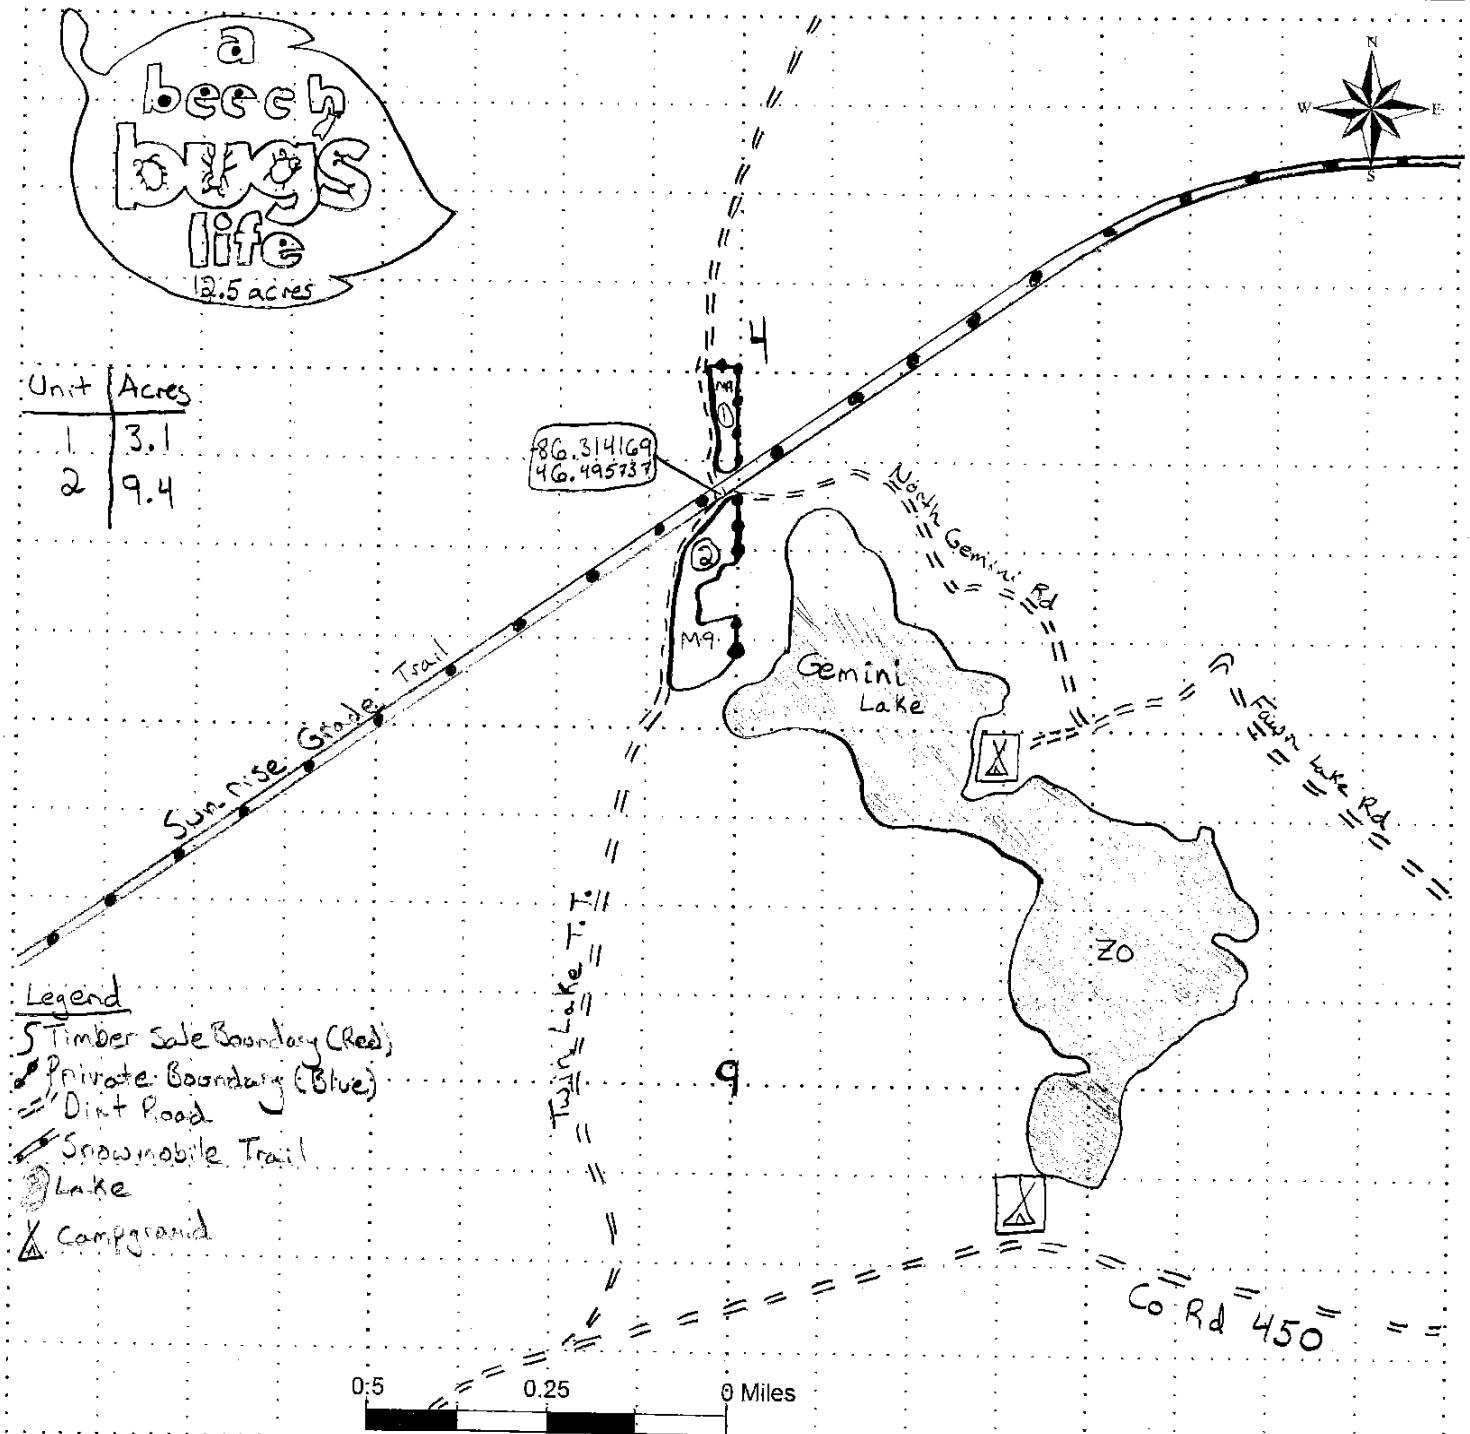 a
beech
bug's
life
12.5 acres
N
W E
S
Unit Acres
1 3.1
2 9.4
4
M9
1
-86.314169
46.495737
2
M9
North Gemini Rd
Gemini
Lake
Fawn Lake Rd
Sunrise Grade Trail
Twin Lake T.T.
ZO
9
Legend
Timber Sale Boundary (Red)
Private Boundary (Blue)
Dirt Road
Snowmobile Trail
Lake
Campground
Co Rd 450
0.5 0.25 0 Miles